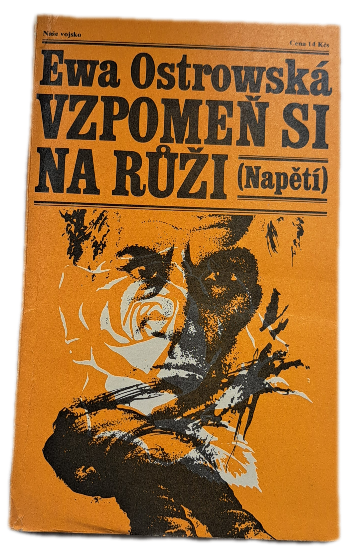 Naše vojsko
Cena 14 Kčs
Ewa Ostrowská
VZPOMEŇ SI
NA RŮŽI (Napětí)